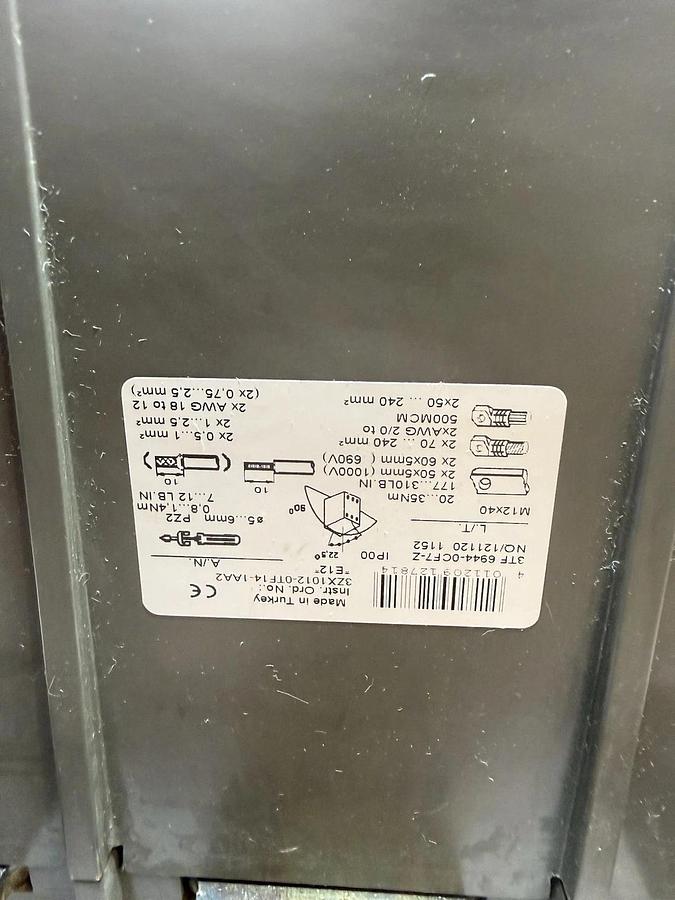 4 011209 127814
3TF 6944-0CF7-Z
NQ/121120 1152
Made in Turkey
Instr. Ord. No.:
3ZX1012-0TF14-1AA2
"E12"
CE
IP00
22,5°
90°
L./T.
M12x40
20...35Nm
177...310LB.IN
2x 50x5mm (1000V)
2x 60x5mm ( 690V)
2x 70 ... 240 mm²
2xAWG 2/0 to
500MCM
2x50 ... 240 mm²
A./N.
ø5...6mm PZ2
0,8...1,4Nm
7...12 LB.IN
10
10
2x 0,5...1 mm²
2x 1...2,5 mm²
2x AWG 18 to 12
(2x 0,75...2,5 mm²)